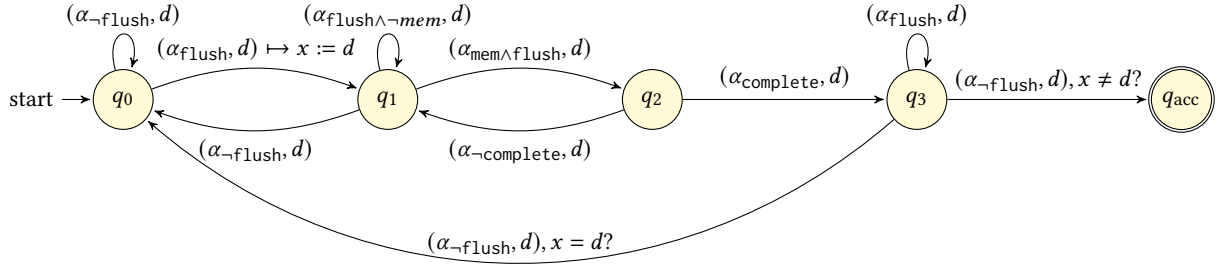 (α¬flush, d)
(αflush∧¬mem, d)
(αflush, d)
(αflush, d) ↦ x := d
(αmem∧flush, d)
(αcomplete, d)
(α¬flush, d), x ≠ d?
start
q0
q1
q2
q3
qacc
(α¬flush, d)
(α¬complete, d)
(α¬flush, d), x = d?